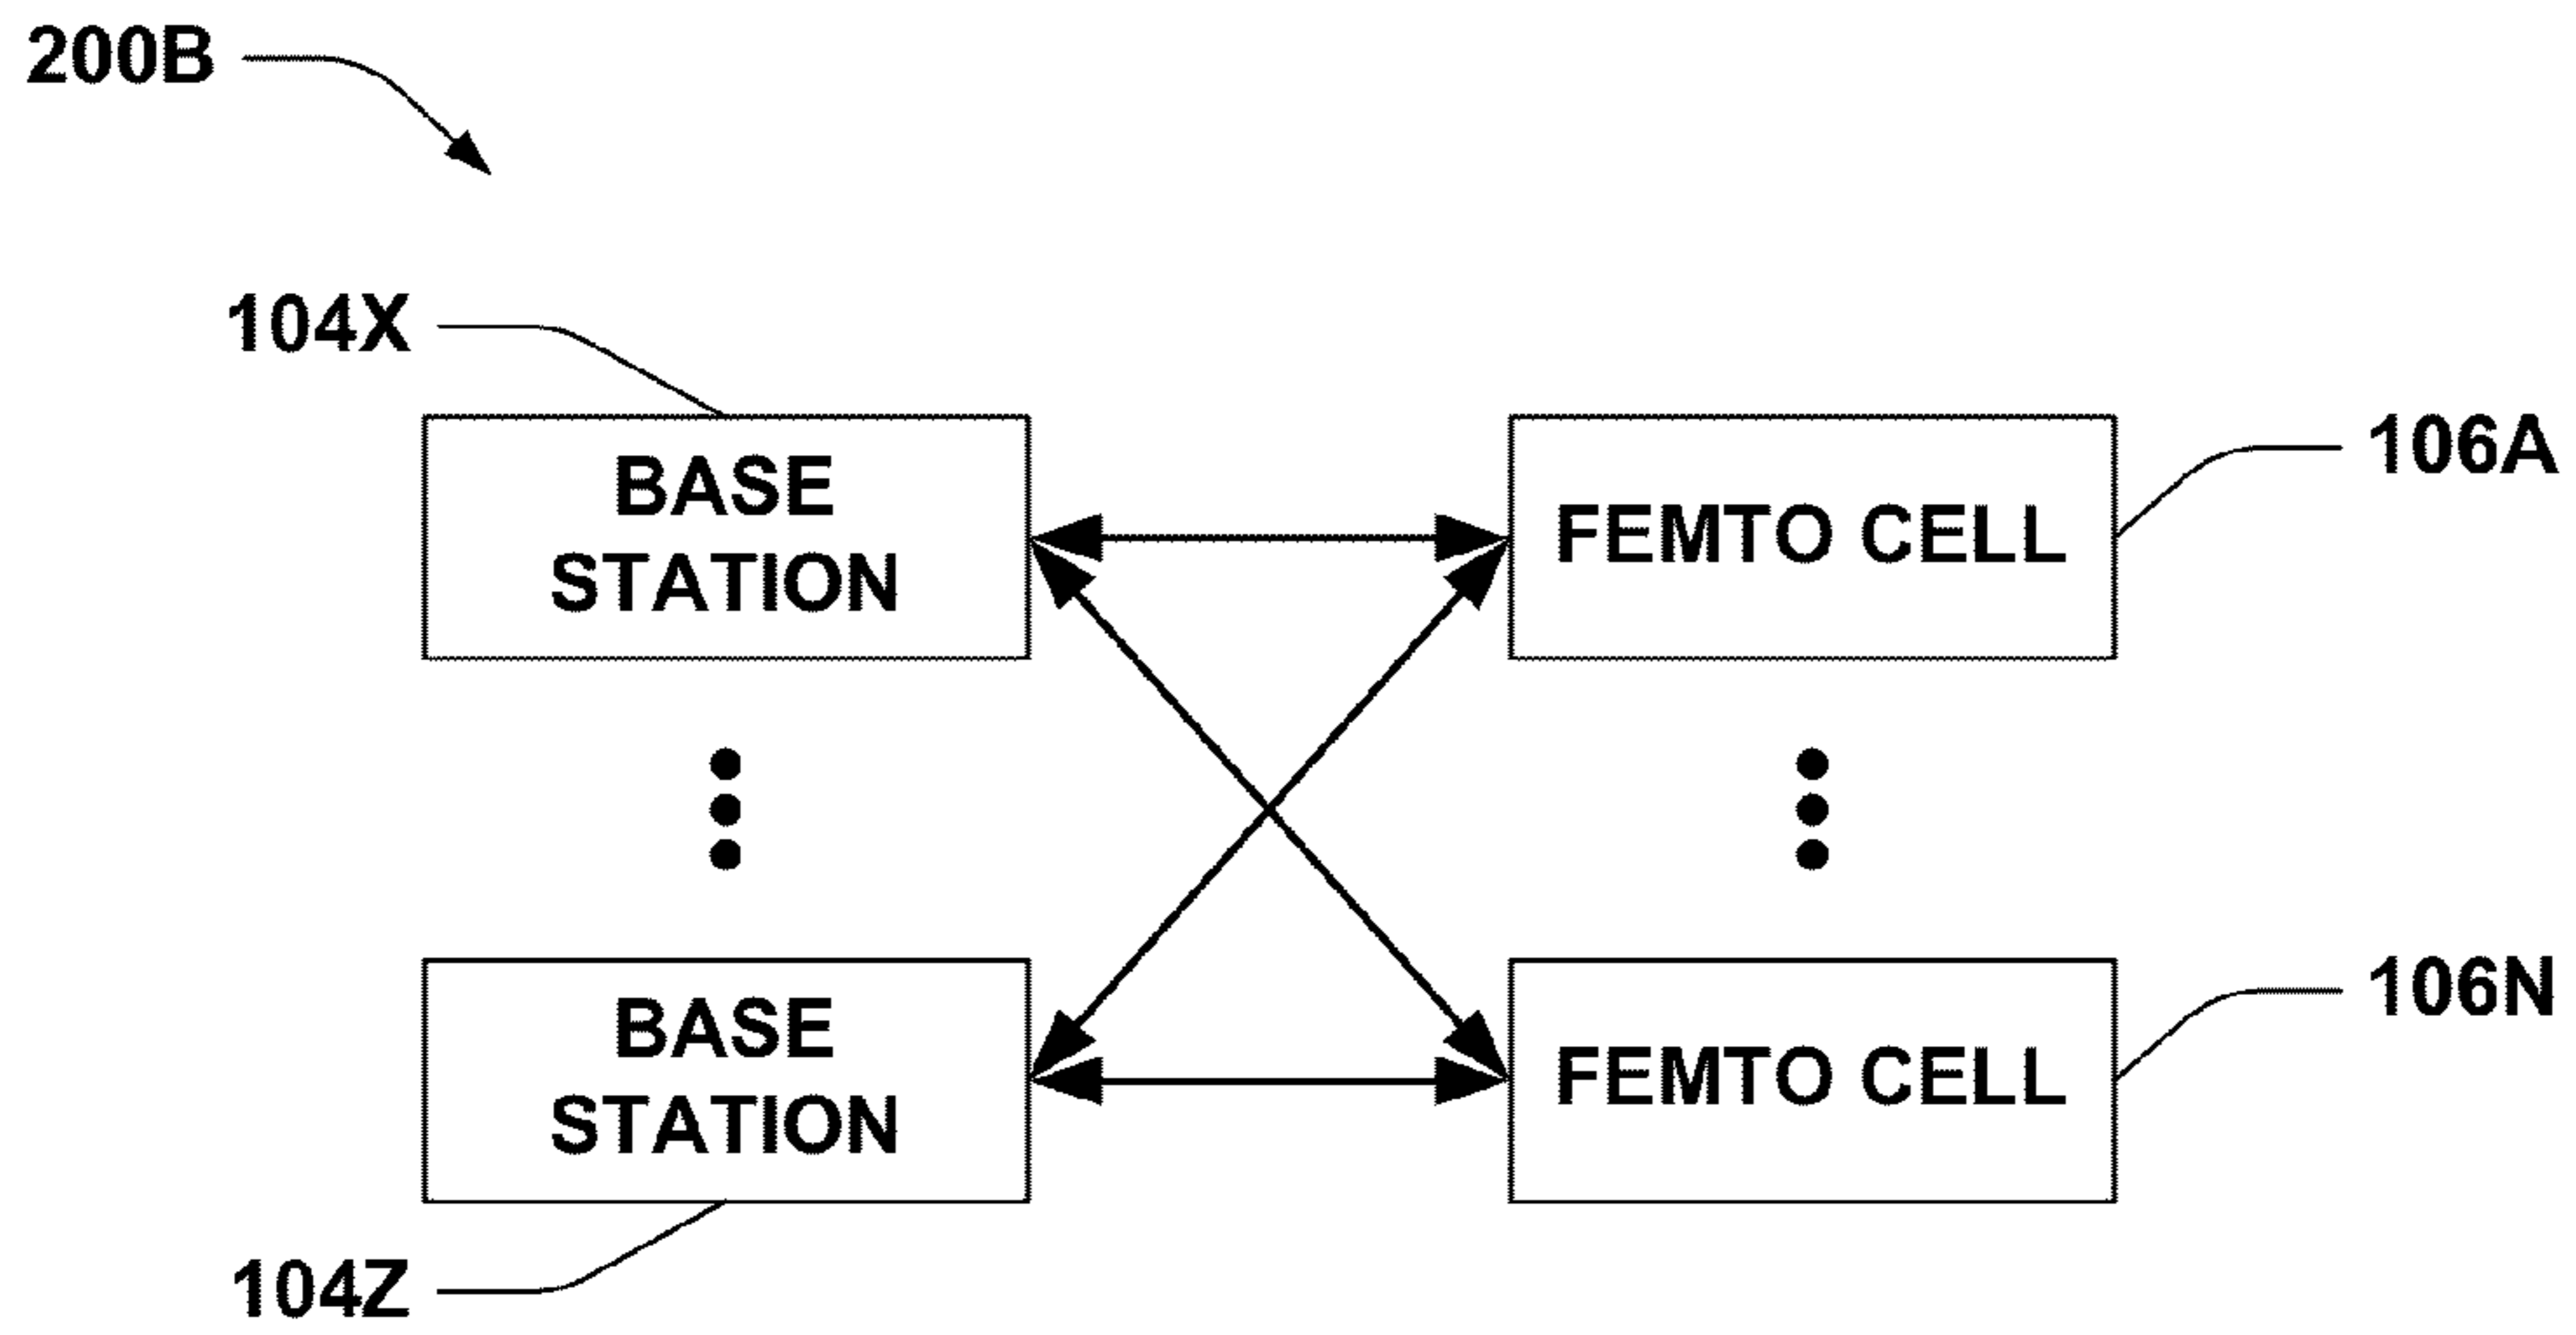 200B
104X
BASE
STATION
FEMTO CELL
106A
BASE
STATION
FEMTO CELL
106N
104Z